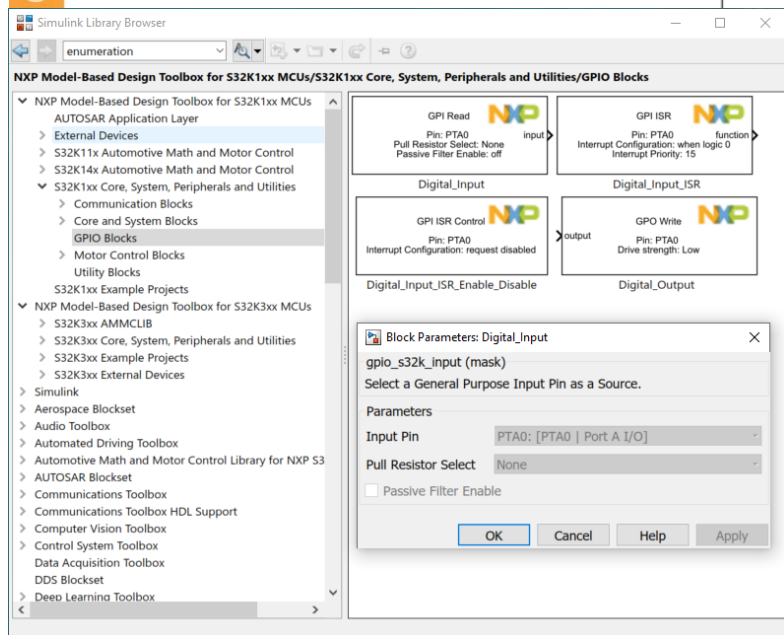 Simulink Library Browser
enumeration
NXP Model-Based Design Toolbox for S32K1xx MCUs/S32K1xx Core, System, Peripherals and Utilities/GPIO Blocks
NXP Model-Based Design Toolbox for S32K1xx MCUs
AUTOSAR Application Layer
External Devices
S32K11x Automotive Math and Motor Control
S32K14x Automotive Math and Motor Control
S32K1xx Core, System, Peripherals and Utilities
Communication Blocks
Core and System Blocks
GPIO Blocks
Motor Control Blocks
Utility Blocks
S32K1xx Example Projects
NXP Model-Based Design Toolbox for S32K3xx MCUs
S32K3xx AMMCLIB
S32K3xx Core, System, Peripherals and Utilities
S32K3xx Example Projects
S32K3xx External Devices
Simulink
Aerospace Blockset
Audio Toolbox
Automated Driving Toolbox
Automotive Math and Motor Control Library for NXP S3
AUTOSAR Blockset
Communications Toolbox
Communications Toolbox HDL Support
Computer Vision Toolbox
Control System Toolbox
Data Acquisition Toolbox
DDS Blockset
Deep Learning Toolbox
GPI Read NXP
Pin: PTA0 input
Pull Resistor Select: None
Passive Filter Enable: off
Digital_Input
GPI ISR NXP
Pin: PTA0 function
Interrupt Configuration: when logic 0
Interrupt Priority: 15
Digital_Input_ISR
GPI ISR Control NXP
Pin: PTA0
Interrupt Configuration: request disabled
Digital_Input_ISR_Enable_Disable
GPO Write NXP
output Pin: PTA0
Drive strength: Low
Digital_Output
Block Parameters: Digital_Input
gpio_s32k_input (mask)
Select a General Purpose Input Pin as a Source.
Parameters
Input Pin PTA0: [PTA0 | Port A I/O]
Pull Resistor Select None
Passive Filter Enable
OK Cancel Help Apply